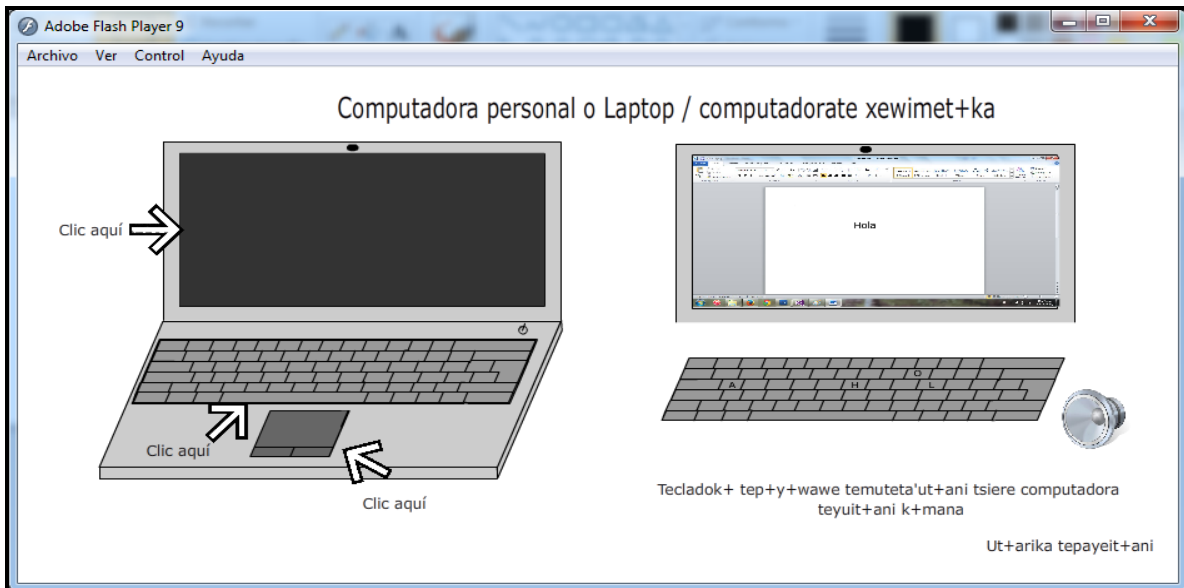 Adobe Flash Player 9
Archivo Ver Control Ayuda
Computadora personal o Laptop / computadorate xewimet+ka
Clic aquí
Clic aquí
Clic aquí
Hola
O
A H L
Tecladok+ tep+y+wawe temuteta'ut+ani tsiere computadora
teyuit+ani k+mana
Ut+arika tepayeit+ani